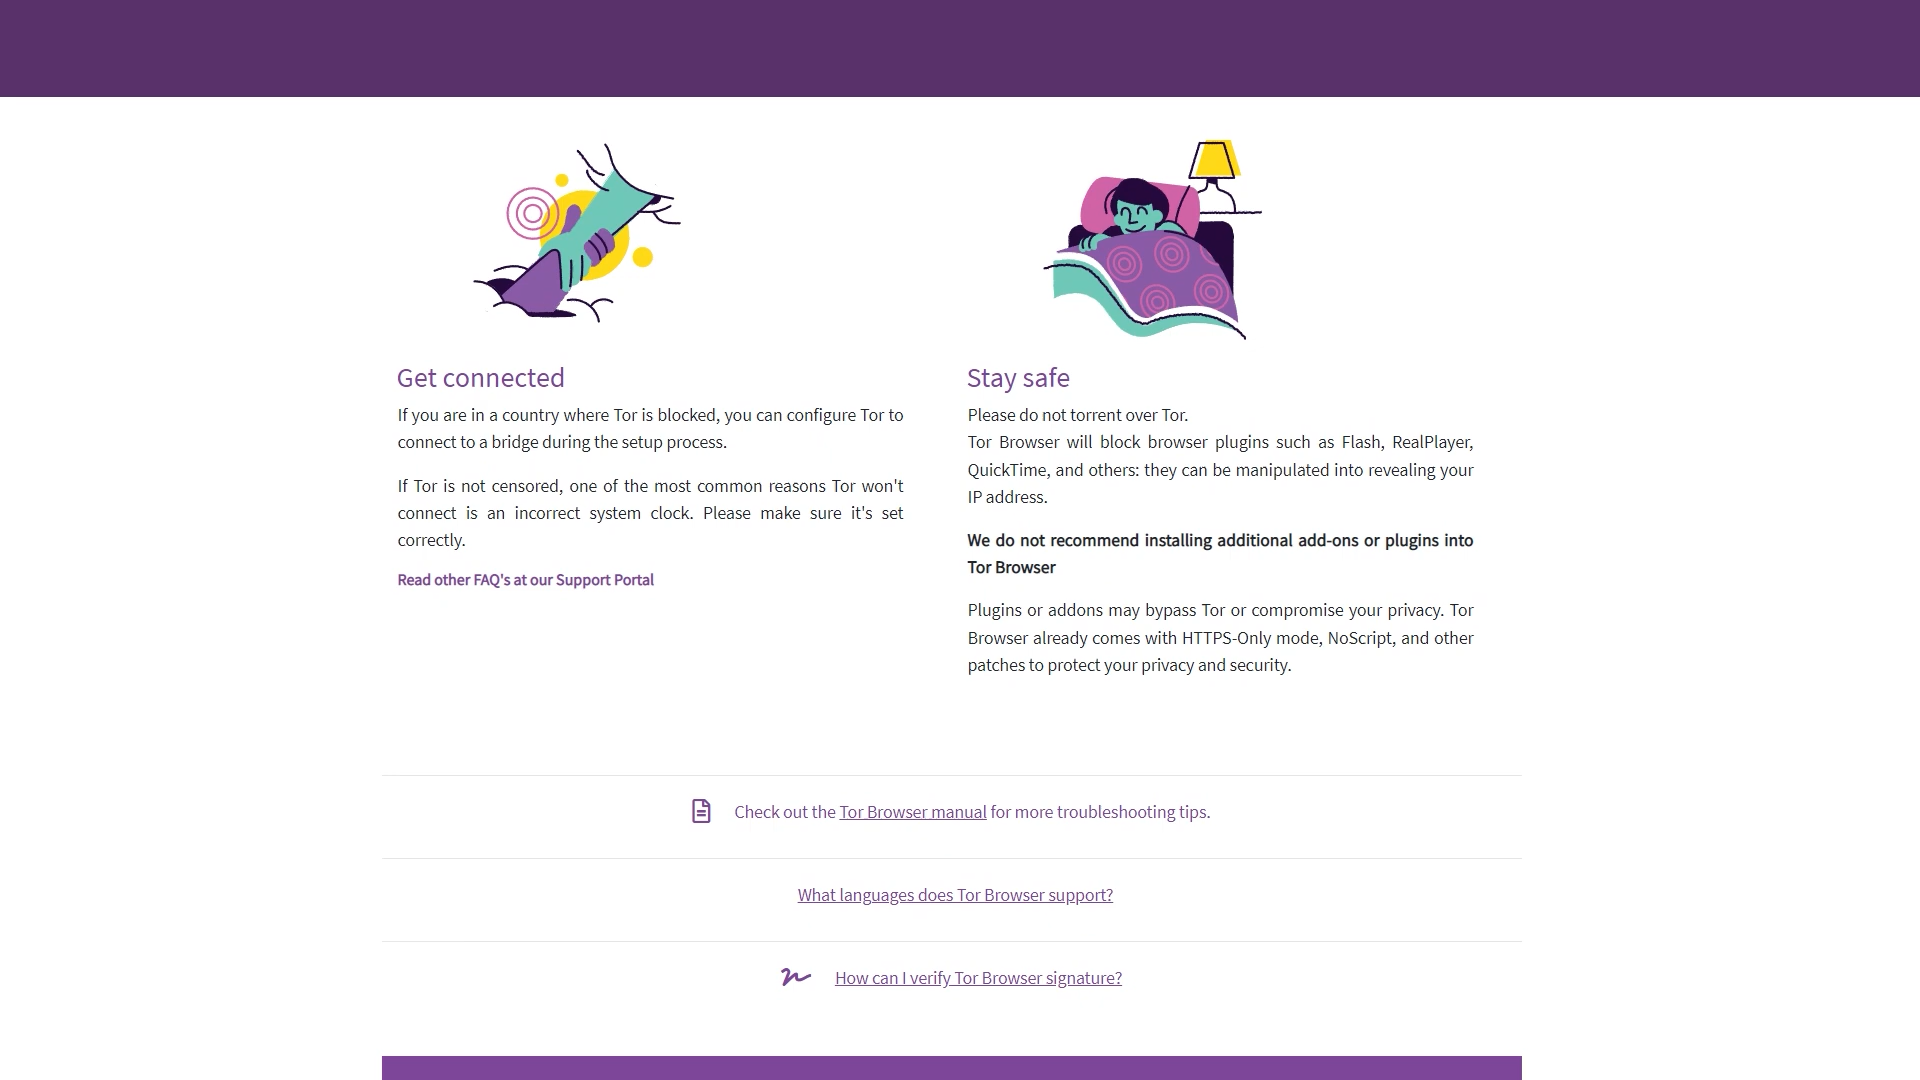 Get connected
If you are in a country where Tor is blocked, you can configure Tor to
connect to a bridge during the setup process.
If Tor is not censored, one of the most common reasons Tor won't
connect is an incorrect system clock. Please make sure it's set
correctly.
Read other FAQ's at our Support Portal
Stay safe
Please do not torrent over Tor.
Tor Browser will block browser plugins such as Flash, RealPlayer,
QuickTime, and others: they can be manipulated into revealing your
IP address.
We do not recommend installing additional add-ons or plugins into
Tor Browser
Plugins or addons may bypass Tor or compromise your privacy. Tor
Browser already comes with HTTPS-Only mode, NoScript, and other
patches to protect your privacy and security.
Check out the Tor Browser manual for more troubleshooting tips.
What languages does Tor Browser support?
How can I verify Tor Browser signature?